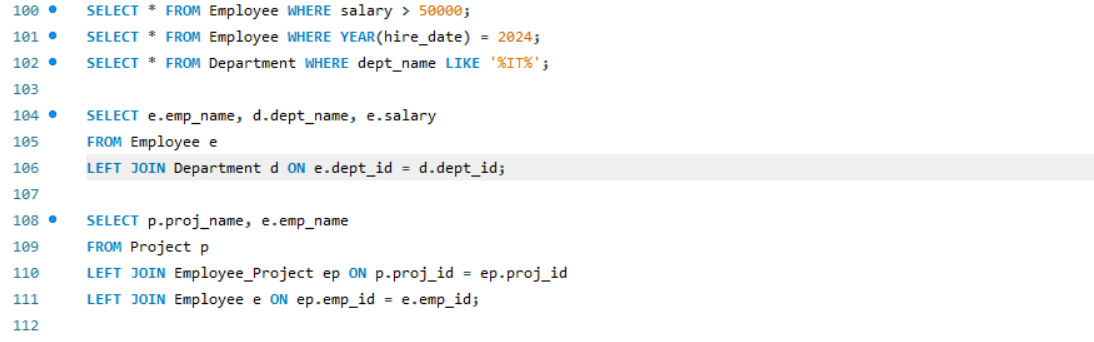 100 SELECT * FROM Employee WHERE salary > 50000;
101 SELECT * FROM Employee WHERE YEAR(hire_date) = 2024;
102 SELECT * FROM Department WHERE dept_name LIKE '%IT%';
103
104 SELECT e.emp_name, d.dept_name, e.salary
105 FROM Employee e
106 LEFT JOIN Department d ON e.dept_id = d.dept_id;
107
108 SELECT p.proj_name, e.emp_name
109 FROM Project p
110 LEFT JOIN Employee_Project ep ON p.proj_id = ep.proj_id
111 LEFT JOIN Employee e ON ep.emp_id = e.emp_id;
112